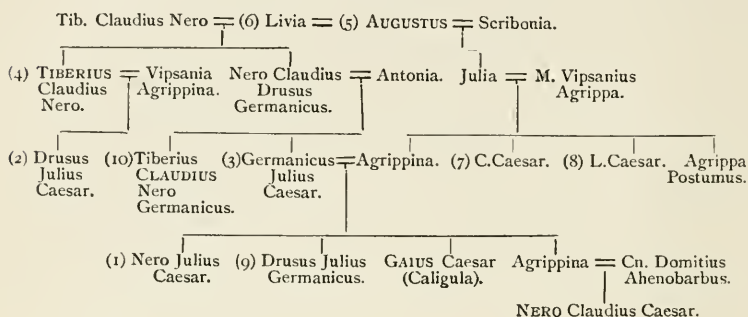 Tib. Claudius Nero = (6) Livia = (5) AUGUSTUS = Scribonia.
(4) TIBERIUS = Vipsania Nero Claudius = Antonia. Julia = M. Vipsanius
Claudius Agrippina. Drusus Agrippa.
Nero. Germanicus.
(2) Drusus (10) Tiberius (3) Germanicus = Agrippina. (7) C. Caesar. (8) L. Caesar. Agrippa
Julius CLAUDIUS Julius Postumus.
Caesar. Nero Caesar.
Germanicus.
(1) Nero Julius (9) Drusus Julius GAIUS Caesar Agrippina = Cn. Domitius
Caesar. Germanicus. (Caligula). Ahenobarbus.
NERO Claudius Caesar.